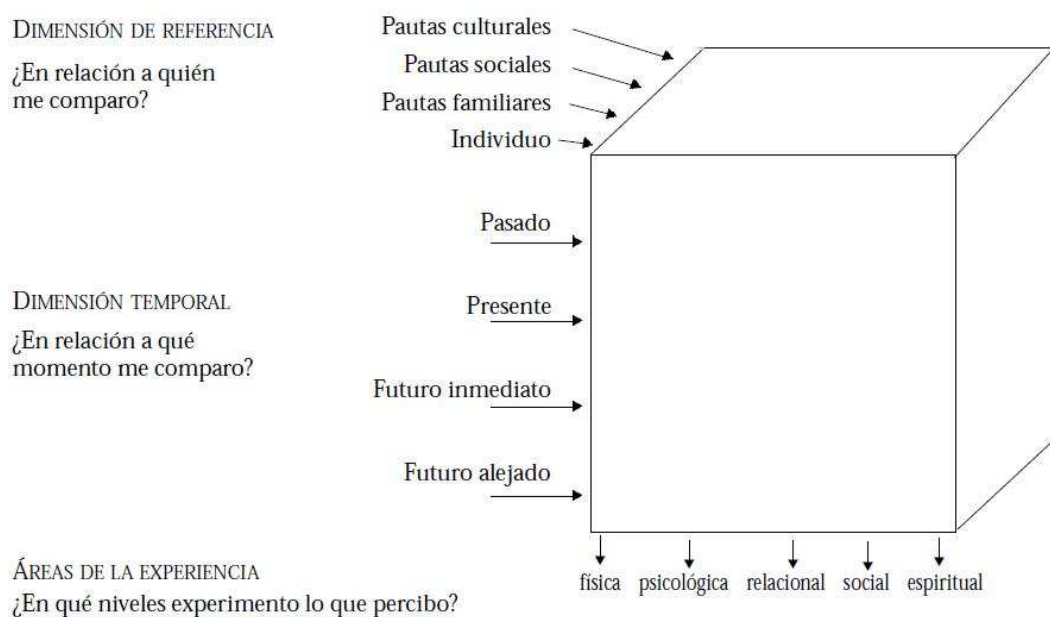 DIMENSIÓN DE REFERENCIA
¿En relación a quién
me comparo?
Pautas culturales
Pautas sociales
Pautas familiares
Individuo
Pasado
DIMENSIÓN TEMPORAL
¿En relación a qué
momento me comparo?
Presente
Futuro inmediato
Futuro alejado
ÁREAS DE LA EXPERIENCIA
¿En qué niveles experimento lo que percibo?
física psicológica relacional social espiritual